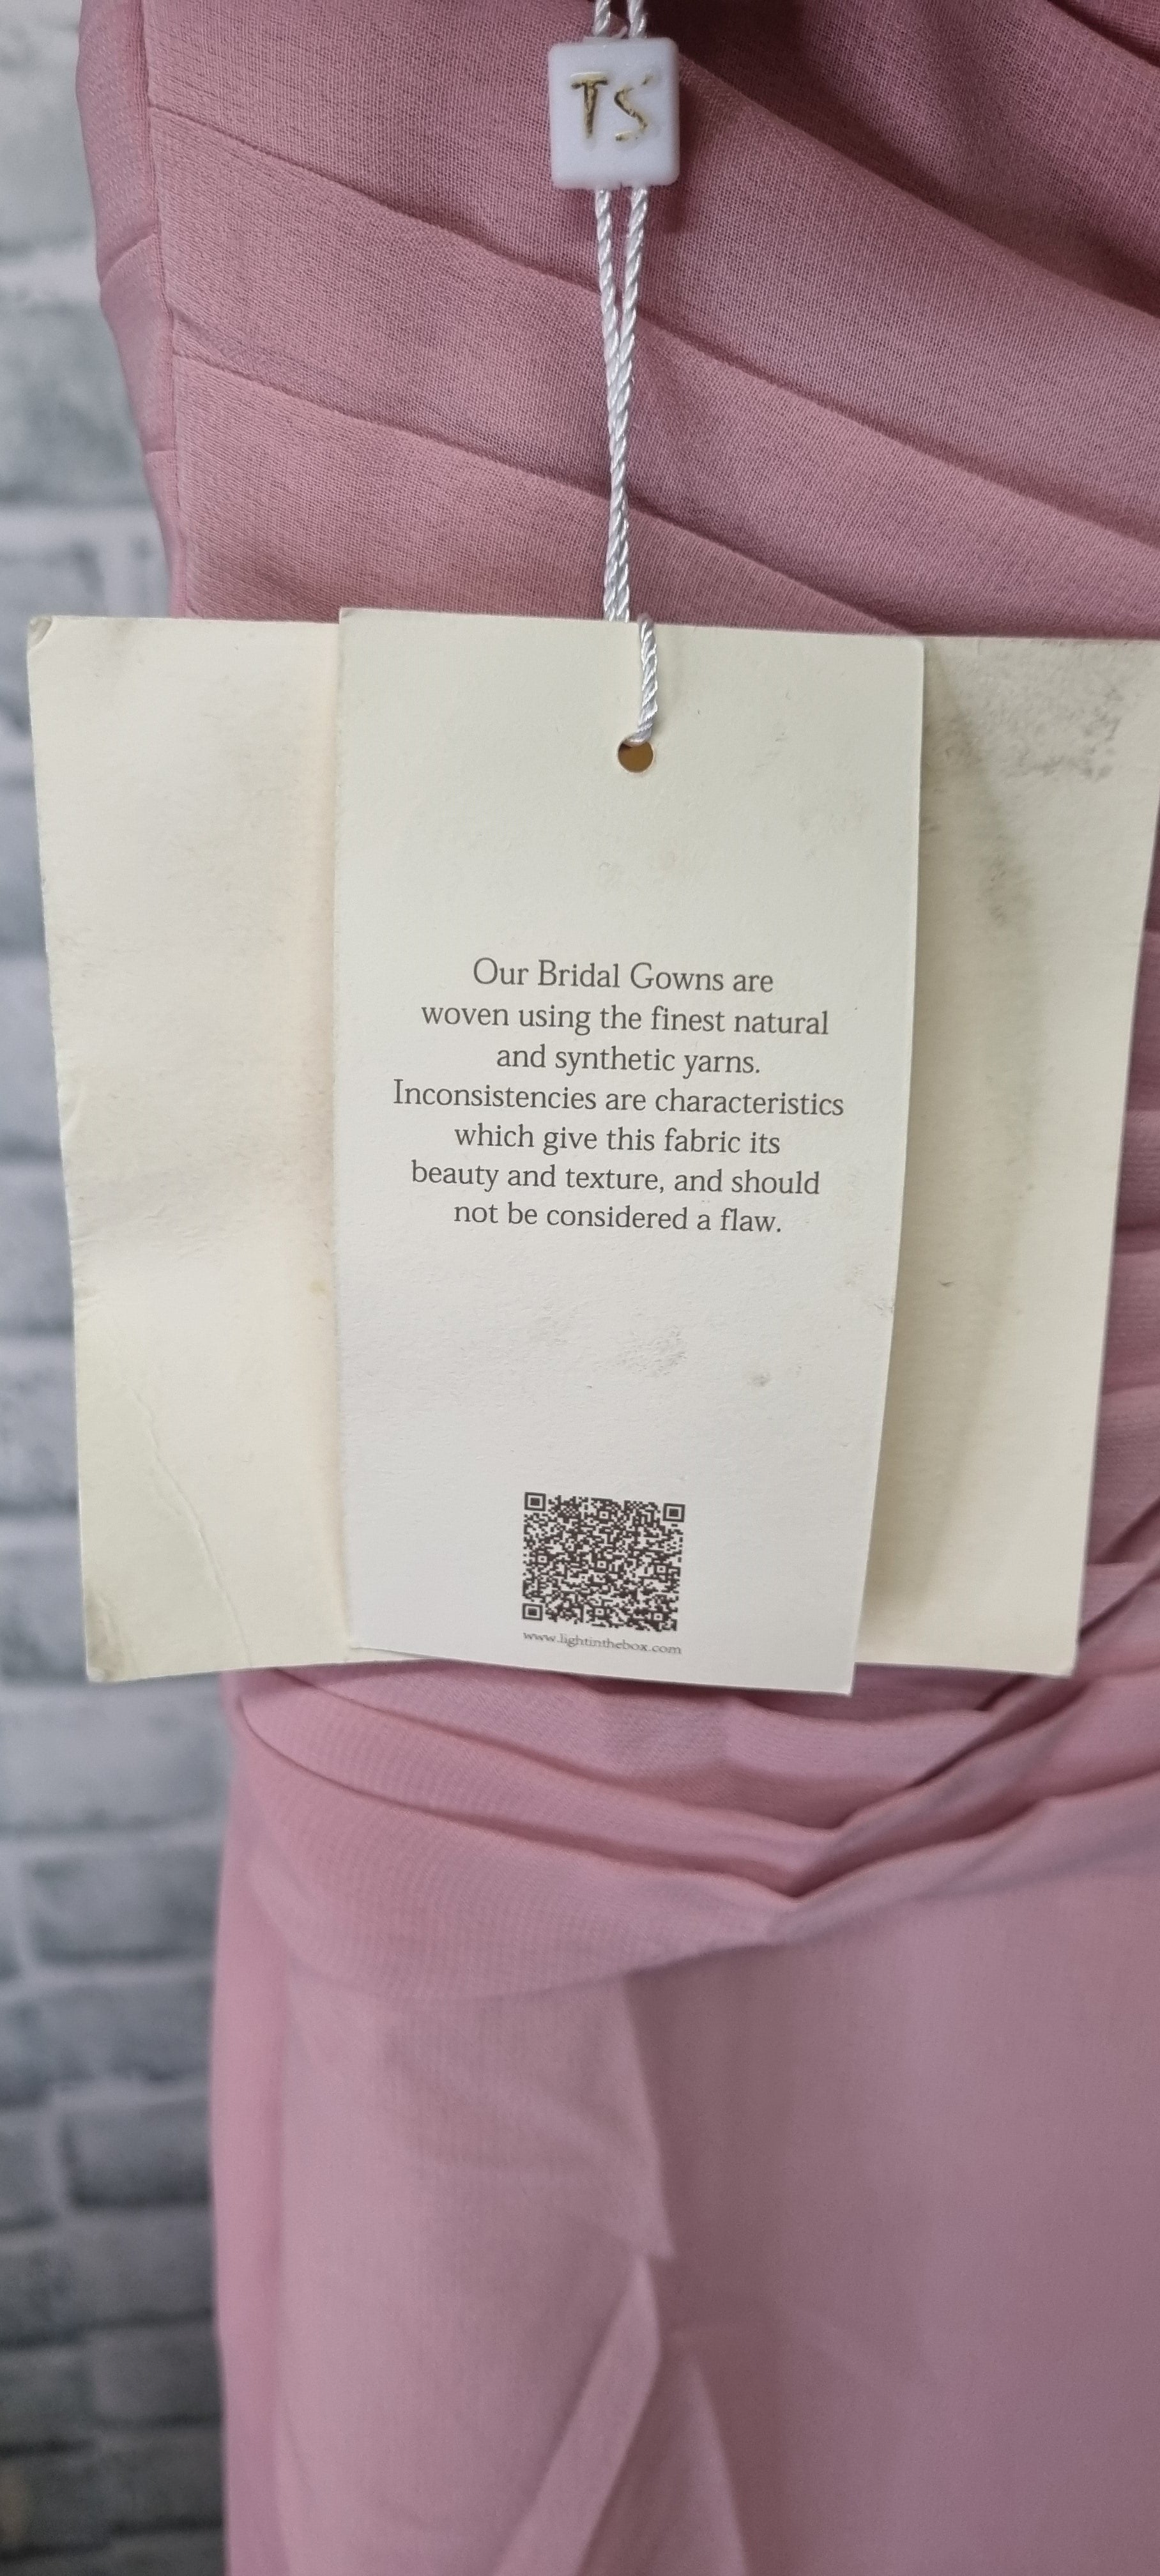 TS
Our Bridal Gowns are
woven using the finest natural
and synthetic yarns.
Inconsistencies are characteristics
which give this fabric its
beauty and texture, and should
not be considered a flaw.
www.lightinthebox.com